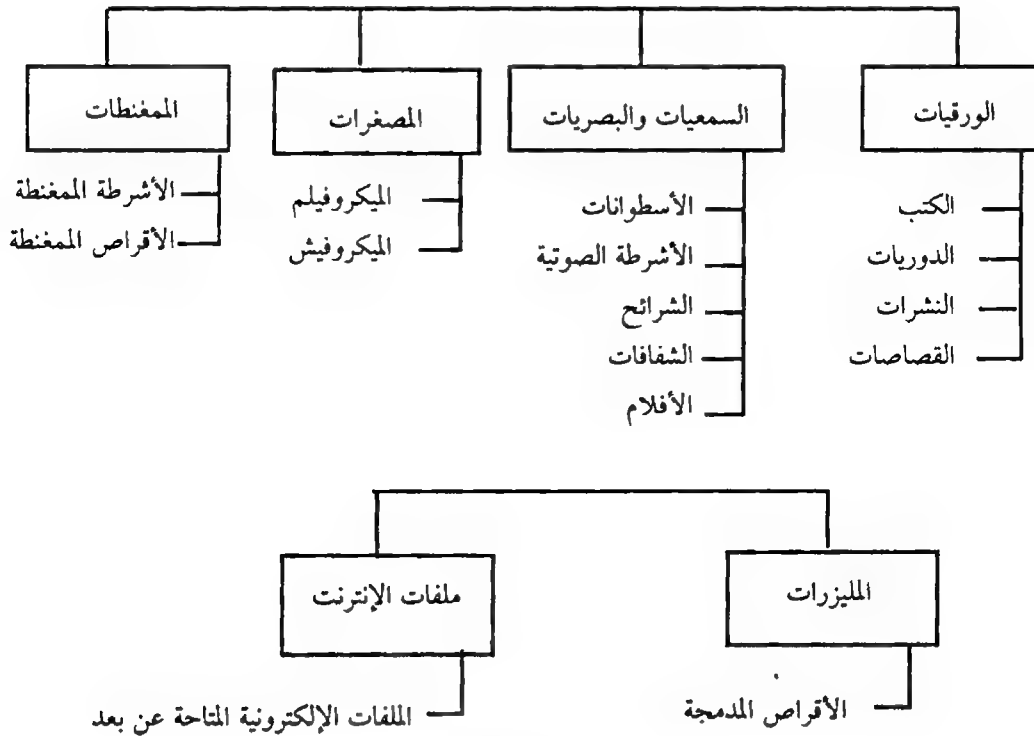 الورقيات
الكتب
الدوريات
النشرات
القصاصات
السمعيات والبصريات
الأسطوانات
الأشرطة الصوتية
الشرائح
الشفافات
الأفلام
المصغرات
الميكروفيلم
الميكروفيش
الممغنطات
الأشرطة الممغنطة
الأقراص الممغنطة
المليزرات
الأقراص المدمجة
ملفات الإنترنت
الملفات الإلكترونية المتاحة عن بعد